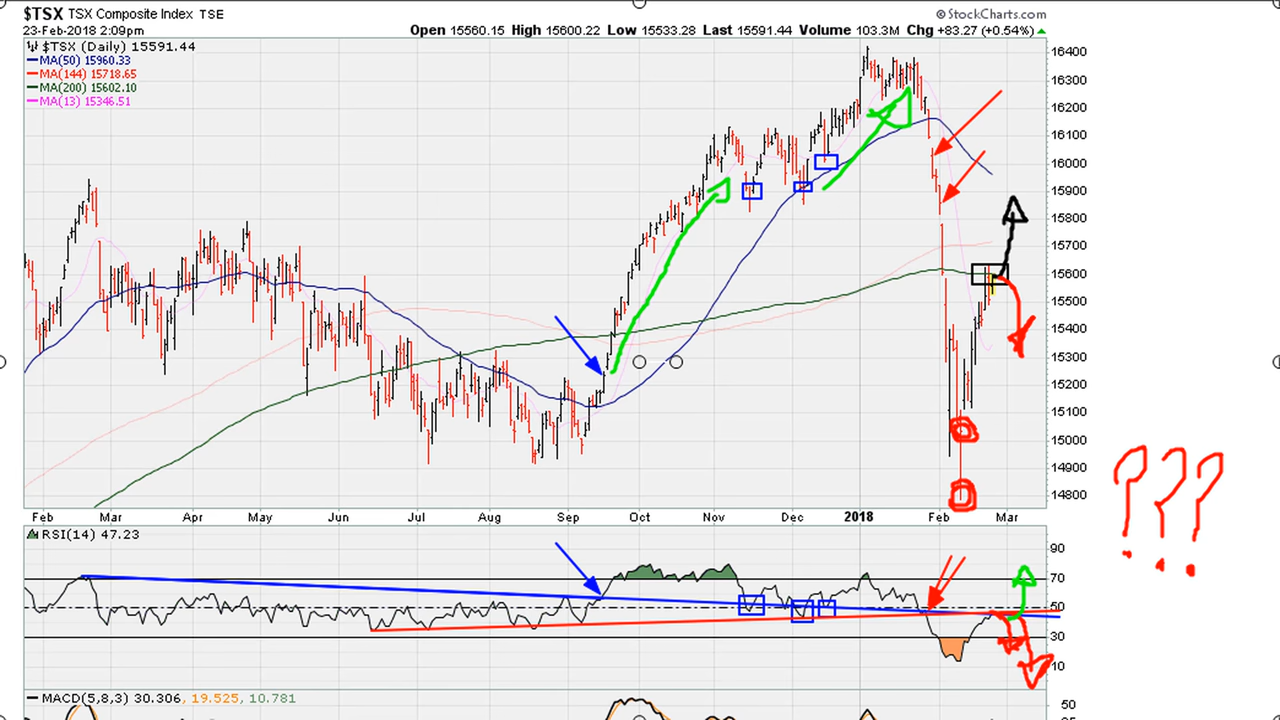 $TSX TSX Composite Index TSE ©StockCharts.com
23-Feb-2018 2:09pm Open 15560.15 High 15600.22 Low 15533.28 Last 15591.44 Volume 103.3M Chg +83.27 (+0.54%)
$TSX (Daily) 15591.44
MA(50) 15960.33
MA(144) 15718.65
MA(200) 15602.10
MA(13) 15346.51
16400
16300
16200
16100
16000
15900
15800
15700
15600
15500
15400
15300
15200
15100
15000
14900
14800
Feb Mar Apr May Jun Jul Aug Sep Oct Nov Dec 2018 Feb Mar
???
RSI(14) 47.23
90
70
50
30
10
MACD(5,8,3) 30.306, 19.525, 10.781
50